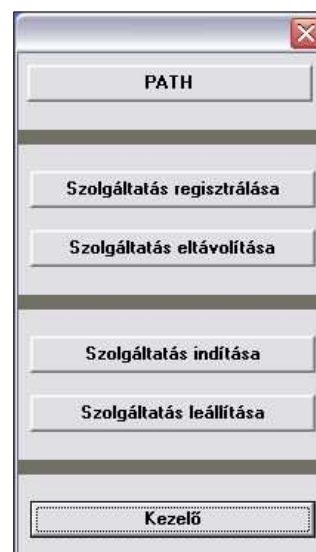 PATH
Szolgáltatás regisztrálása
Szolgáltatás eltávolítása
Szolgáltatás indítása
Szolgáltatás leállítása
Kezelő